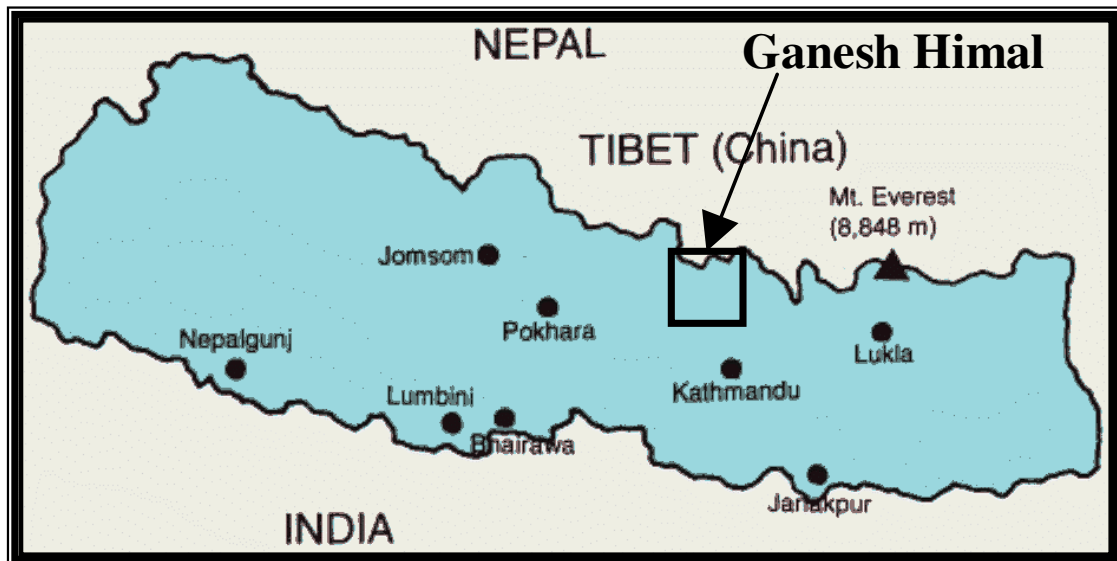 NEPAL
Ganesh Himal
TIBET (China)
Mt. Everest
(8,848 m)
Jomsom
Pokhara
Nepalgunj
Lukla
Kathmandu
Lumbini
Bhairawa
Janakpur
INDIA